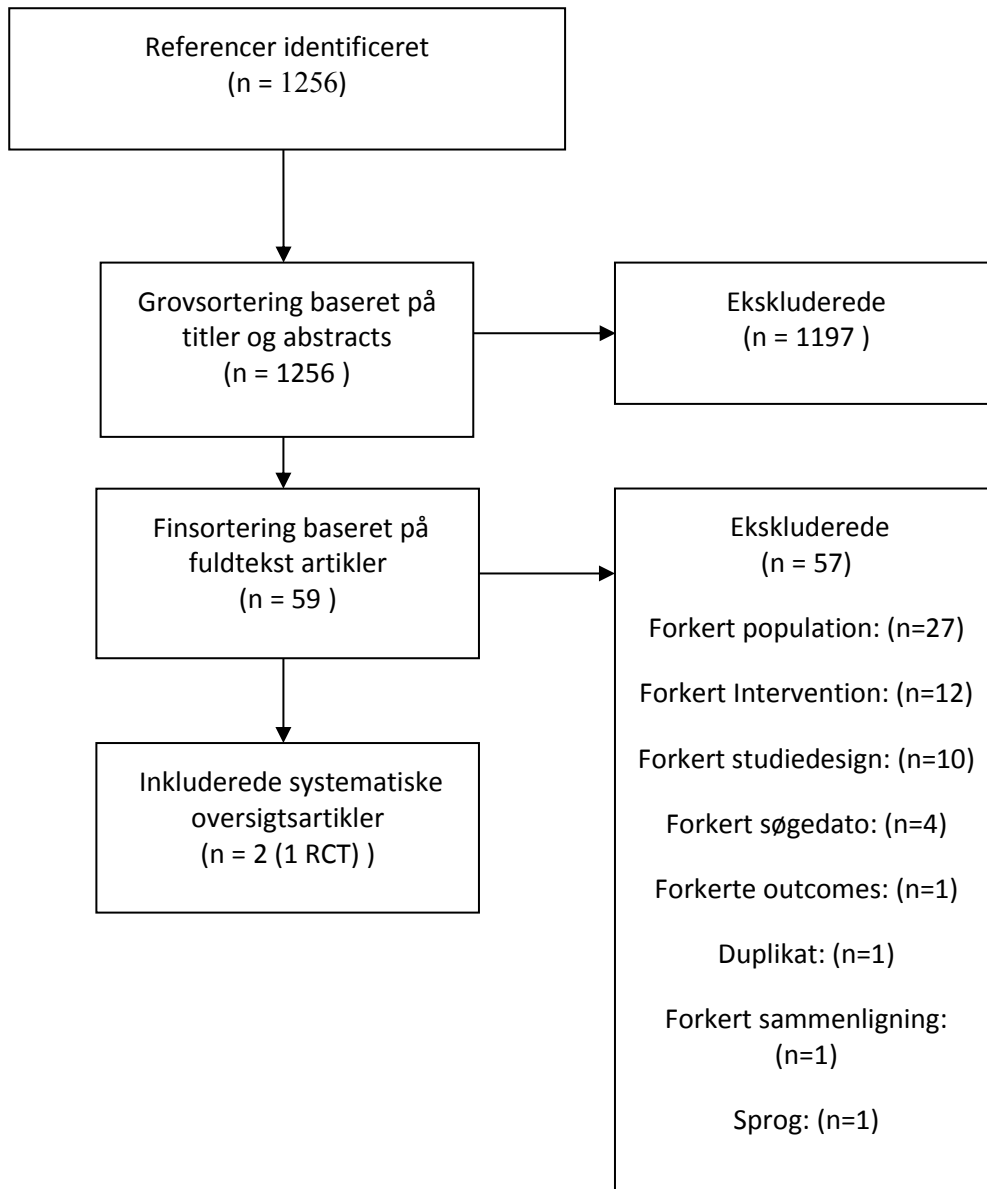 Referencer identificeret
(n = 1256)
Grovsortering baseret på
titler og abstracts
(n = 1256 )
Ekskluderede
(n = 1197 )
Finsortering baseret på
fuldtekst artikler
(n = 59 )
Ekskluderede
(n = 57)
Forkert population: (n=27)
Forkert Intervention: (n=12)
Forkert studiedesign: (n=10)
Forkert søgedato: (n=4)
Forkerte outcomes: (n=1)
Duplikat: (n=1)
Forkert sammenligning:
(n=1)
Sprog: (n=1)
Inkluderede systematiske
oversigtsartikler
(n = 2 (1 RCT) )